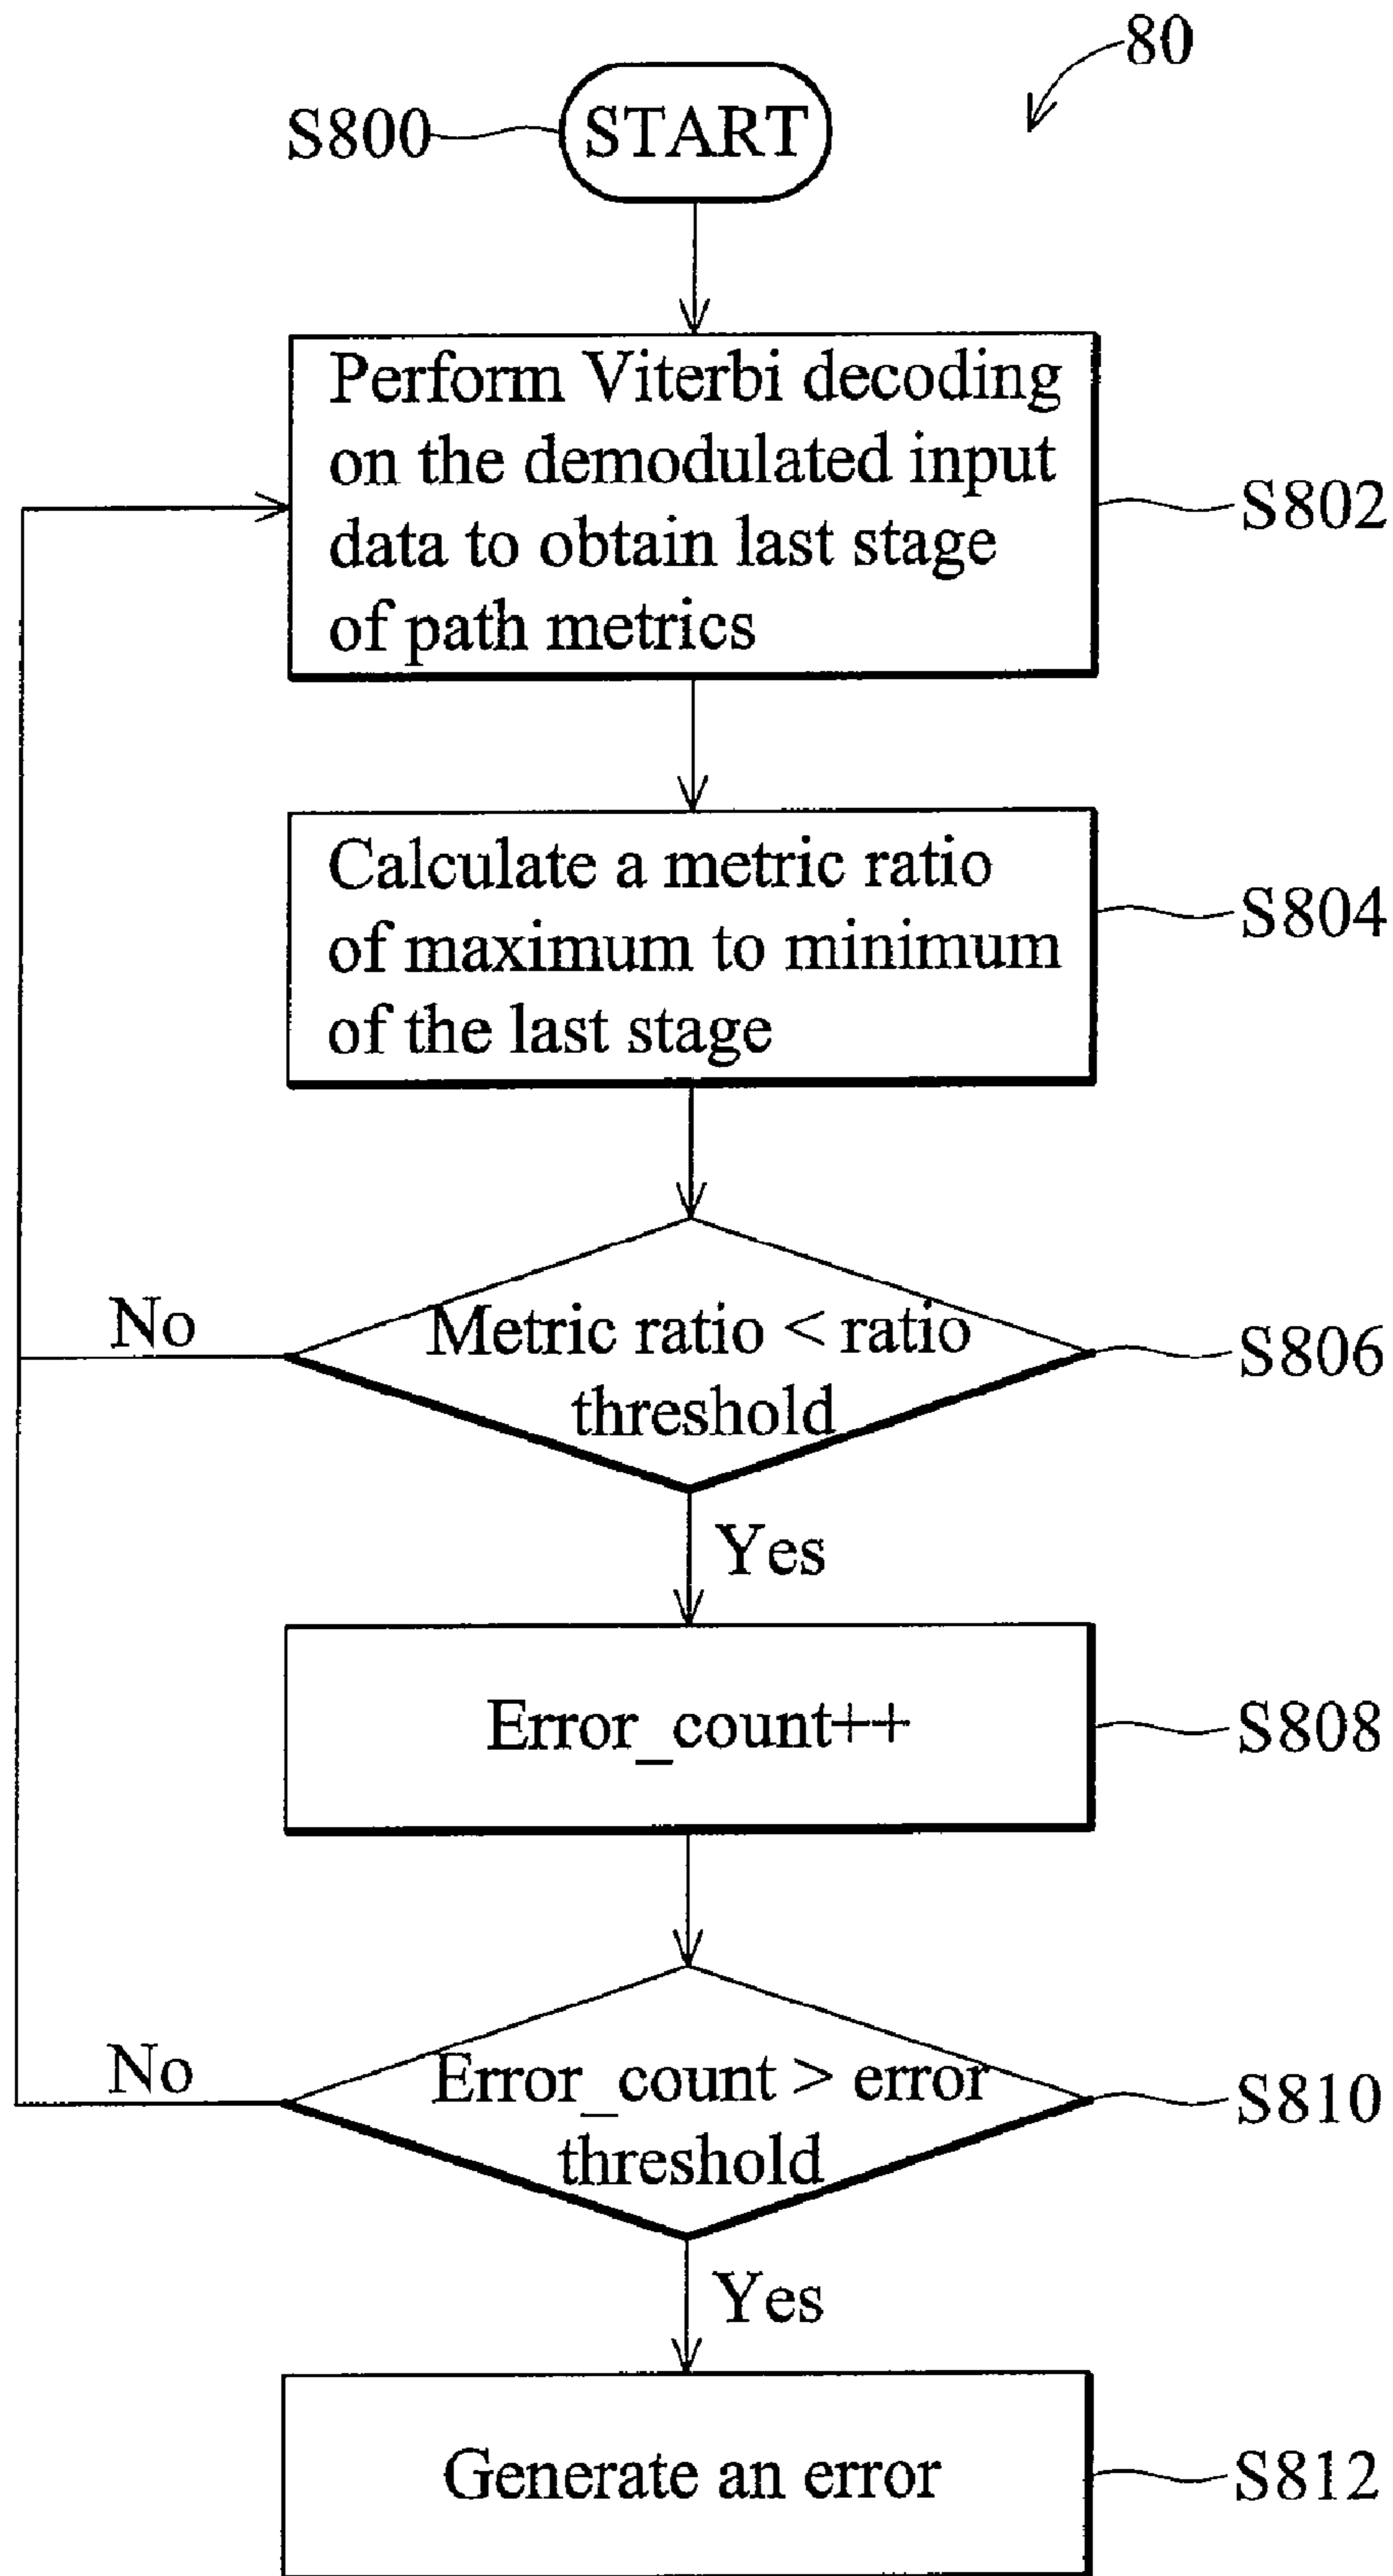 80
S800
START
Perform Viterbi decoding
on the demodulated input
data to obtain last stage
of path metrics
S802
Calculate a metric ratio
of maximum to minimum
of the last stage
S804
No
Metric ratio < ratio
threshold
S806
Yes
Error_count++
S808
No
Error_count > error
threshold
S810
Yes
Generate an error
S812